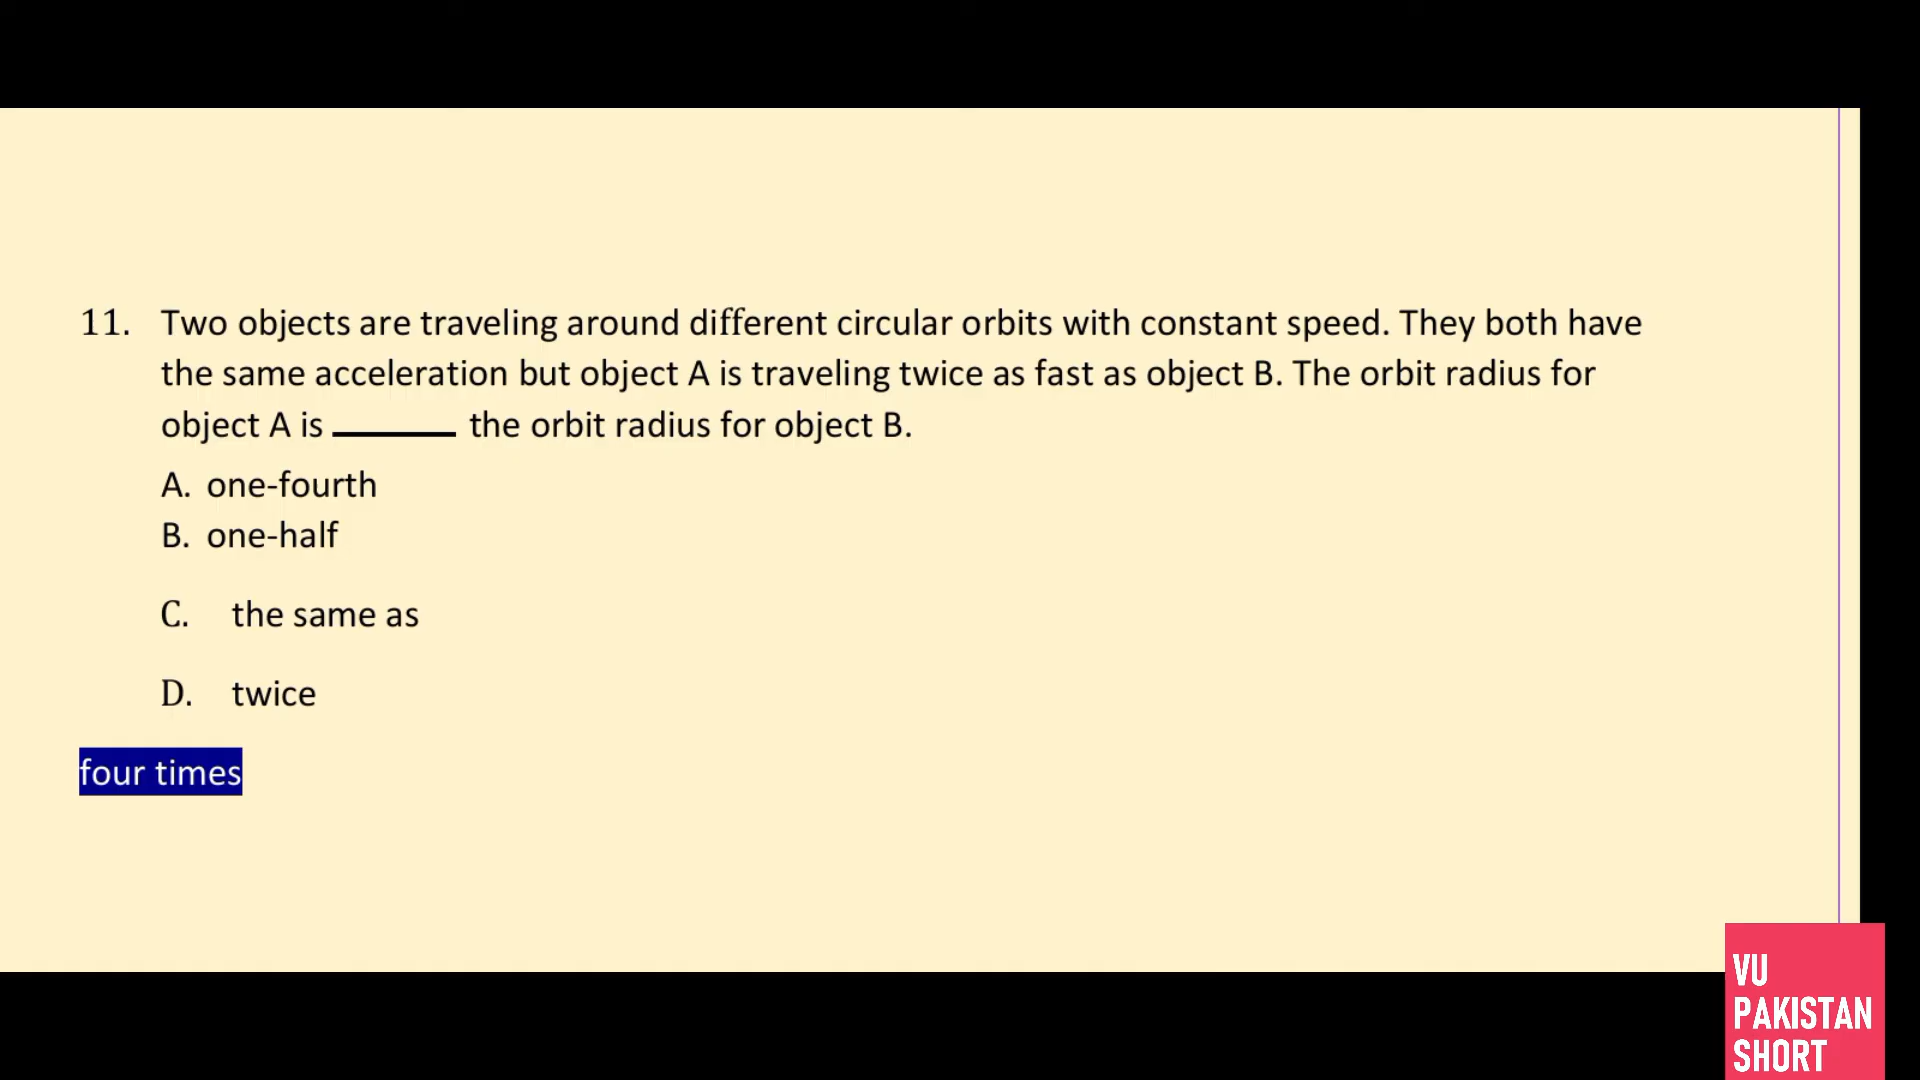 11. Two objects are traveling around different circular orbits with constant speed. They both have
the same acceleration but object A is traveling twice as fast as object B. The orbit radius for
object A is ______ the orbit radius for object B.
A. one-fourth
B. one-half
C. the same as
D. twice
four times
VU
PAKISTAN
SHORT